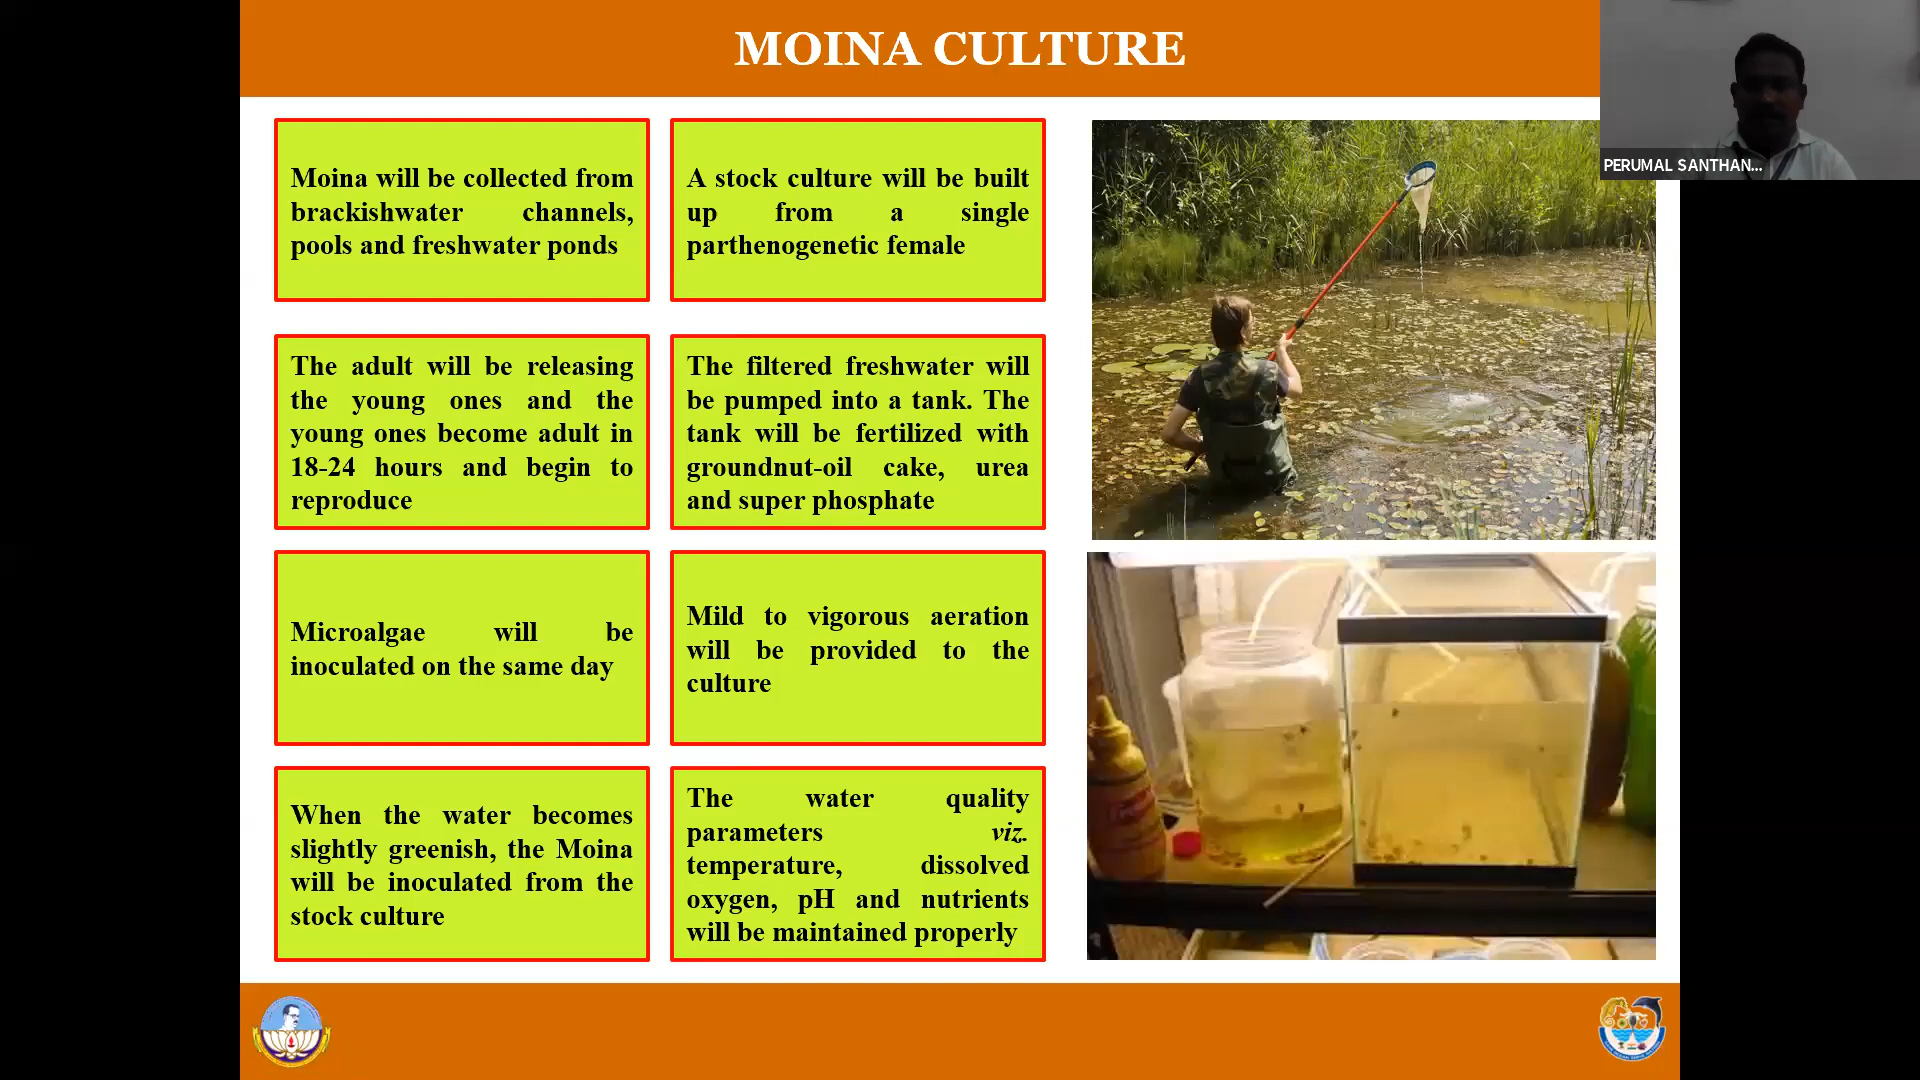 MOINA CULTURE
PERUMAL SANTHAN...
Moina will be collected from
brackishwater channels,
pools and freshwater ponds
A stock culture will be built
up from a single
parthenogenetic female
The adult will be releasing
the young ones and the
young ones become adult in
18-24 hours and begin to
reproduce
The filtered freshwater will
be pumped into a tank. The
tank will be fertilized with
groundnut-oil cake, urea
and super phosphate
Microalgae will be
inoculated on the same day
Mild to vigorous aeration
will be provided to the
culture
When the water becomes
slightly greenish, the Moina
will be inoculated from the
stock culture
The water quality
parameters viz.
temperature, dissolved
oxygen, pH and nutrients
will be maintained properly